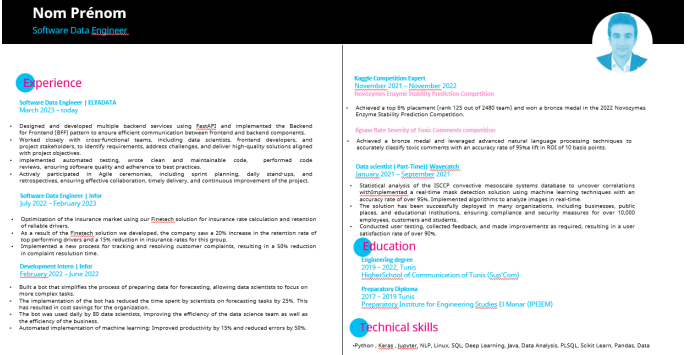 Nom Prénom
Software Data Engineer
Experience
Software Data Engineer | ELYADATA
March 2023 – today
• Designed and developed multiple backend services using FastAPI and implemented the Backend
for Frontend (BFF) pattern to ensure efficient communication between frontend and backend components.
• Worked closely with cross-functional teams, including data scientists, frontend developers, and
project stakeholders, to identify requirements, address challenges, and deliver high-quality solutions aligned
with project objectives.
• Implemented automated testing, wrote clean and maintainable code, performed code
reviews, ensuring software quality and adherence to best practices.
• Actively participated in Agile ceremonies, including sprint planning, daily stand-ups, and
retrospectives, ensuring effective collaboration, timely delivery, and continuous improvement of the project.
Software Data Engineer | Infor
July 2022 – February 2023
• Optimization of the insurance market using our Finetech solution for insurance rate calculation and retention
of reliable drivers.
• As a result of the Finetech solution we developed, the company saw a 20% increase in the retention rate of
top performing drivers and a 15% reduction in insurance rates for this group.
• Implemented a new process for tracking and resolving customer complaints, resulting in a 50% reduction
in complaint resolution time.
Development Intern | Infor
February 2022 – June 2022
• Built a bot that simplifies the process of preparing data for forecasting, allowing data scientists to focus on
more complex tasks.
• The implementation of the bot has reduced the time spent by scientists on forecasting tasks by 25%. This
has resulted in cost savings for the organization.
• The bot was used daily by 80 data scientists, improving the efficiency of the data science team as well as
the efficiency of the business.
• Automated implementation of machine learning: Improved productivity by 15% and reduced errors by 50%.
Kaggle Competition Expert
November 2021 – November 2022
Novozymes Enzyme Stability Prediction Competition
• Achieved a top 6% placement (rank 125 out of 2480 team) and won a bronze medal in the 2022 Novozymes
Enzyme Stability Prediction Competition.
Jigsaw Rate Severity of Toxic Comments competition
• Achieved a bronze medal and leveraged advanced natural language processing techniques to
accurately classify toxic comments with an accuracy rate of 95ha lift in ROI of 10 basic points.
Data scientist ( Part-Time)| Wavecatch
January 2021 – September 2021
• Statistical analysis of the ISCCP convective mesoscale systems database to uncover correlations
withImplemented a real-time mask detection solution using machine learning techniques with an
accuracy rate of over 95%. Implemented algorithms to analyze images in real-time.
• The solution has been successfully deployed in many organizations, including businesses, public
places, and educational institutions, ensuring compliance and security measures for over 10,000
employees, customers and students.
• Conducted user testing, collected feedback, and made improvements as required, resulting in a user
satisfaction rate of over 90%.
Education
Engineering degree
2019 – 2022, Tunis
HigherSchool of Communication of Tunis (Sup'Com)
Preparatory Diploma
2017 – 2019 Tunis
Preparatory Institute for Engineering Studies El Manar (IPEIEM)
Technical skills
•Python , Keras , Jupyter, NLP, Linux, SQL, Deep Learning, Java, Data Analysis, PLSQL, Scikit Learn, Pandas, Data